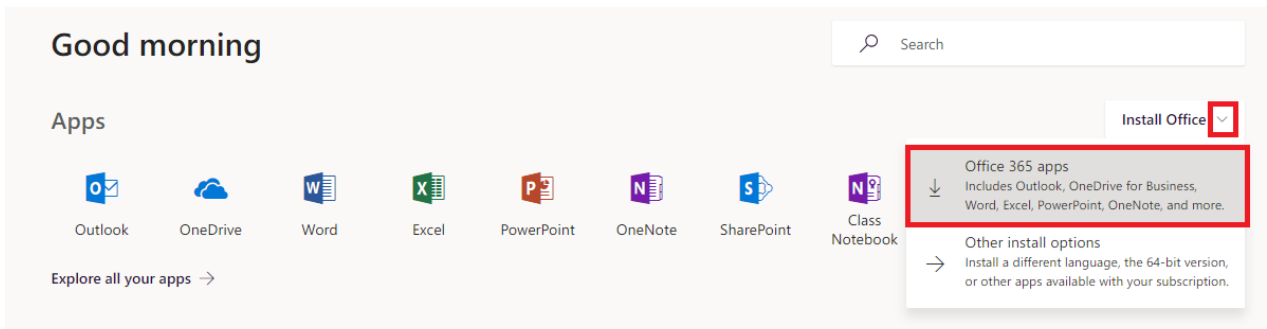 Good morning
Search
Apps
Install Office
Office 365 apps
Includes Outlook, OneDrive for Business,
Word, Excel, PowerPoint, OneNote, and more.
Outlook
OneDrive
Word
Excel
PowerPoint
OneNote
SharePoint
Class
Notebook
Other install options
Install a different language, the 64-bit version,
or other apps available with your subscription.
Explore all your apps →